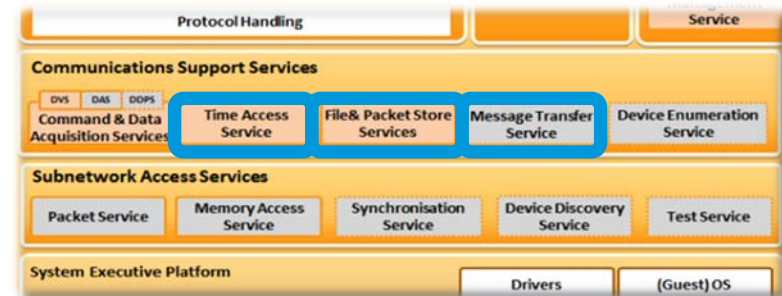 Management
Protocol Handling
Service
Communications Support Services
DVS DAS DDPS
Command & Data
Acquisition Services
Time Access
Service
File& Packet Store
Services
Message Transfer
Service
Device Enumeration
Service
Subnetwork Access Services
Packet Service
Memory Access
Service
Synchronisation
Service
Device Discovery
Service
Test Service
System Executive Platform
Drivers
(Guest) OS